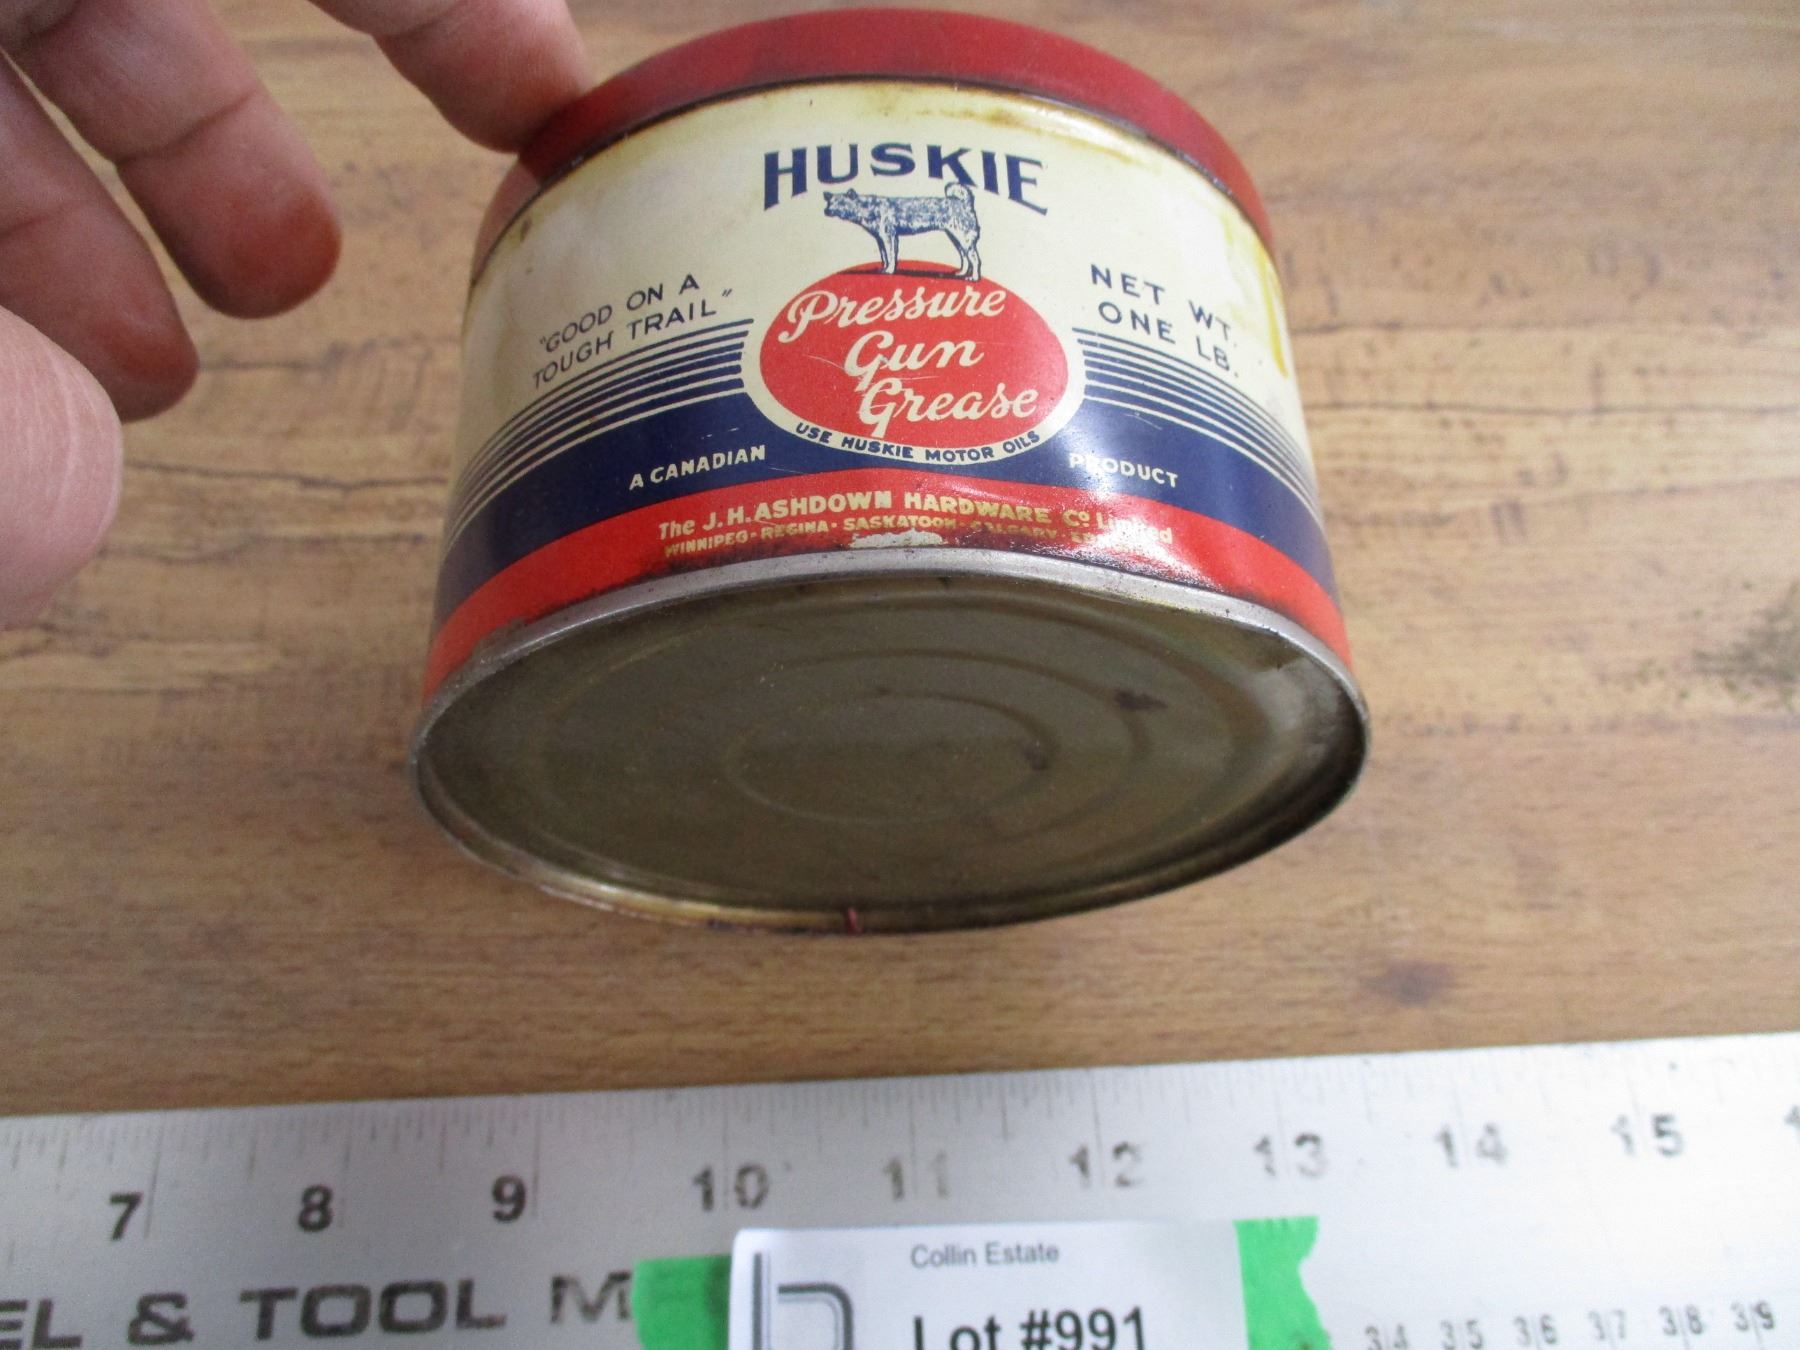 HUSKIE
"GOOD ON A
TOUGH TRAIL"
NET WT.
ONE LB.
Pressure
Gun
Grease
USE HUSKIE MOTOR OILS
A CANADIAN PRODUCT
The J.H. ASHDOWN HARDWARE Co Limited
WINNIPEG - REGINA - SASKATOON - CALGARY
7 8 9 10 11 12 13 14 15
Collin Estate
Lot #991
& TOOL
34 35 36 37 38 39